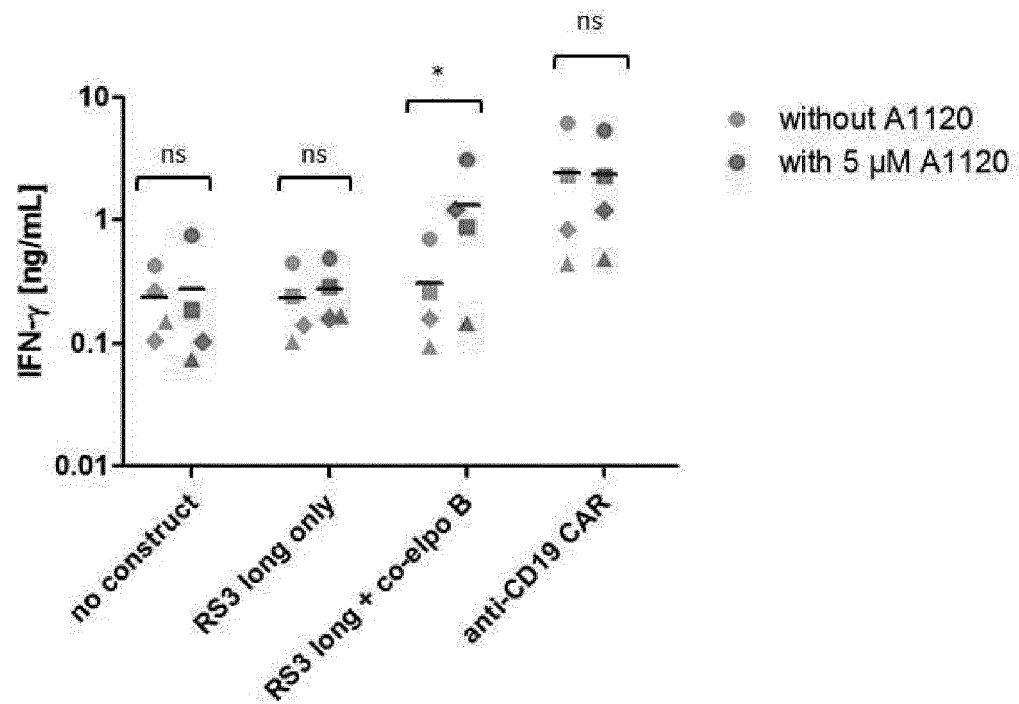 ns
*
ns
ns
10
1
0.1
0.01
IFN-γ [ng/mL]
without A1120
with 5 µM A1120
no construct
RS3 long only
RS3 long + co-elpo B
anti-CD19 CAR